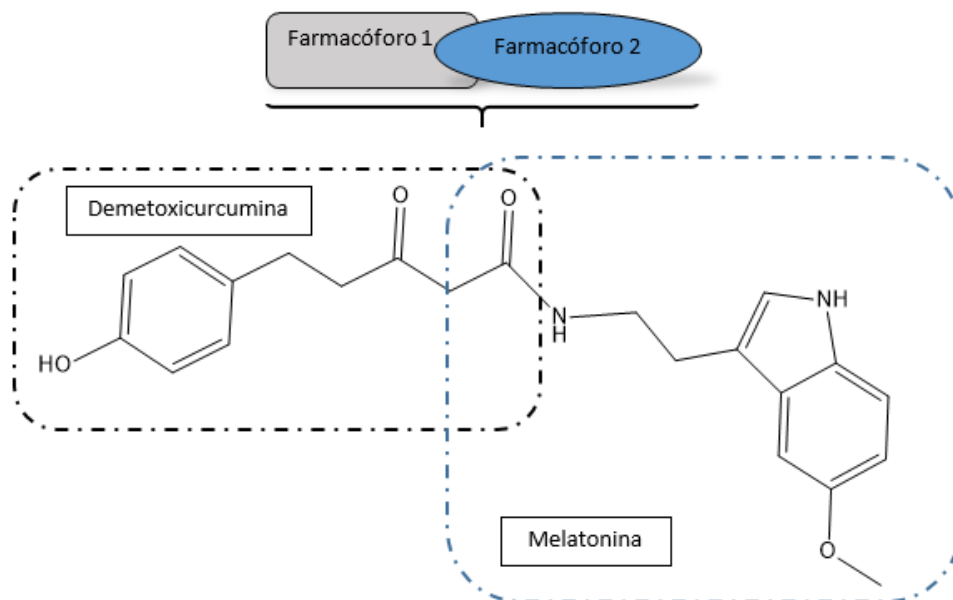 Farmacóforo 1
Farmacóforo 2
Demetoxicurcumina
O
O
HO
N
H
NH
Melatonina
O